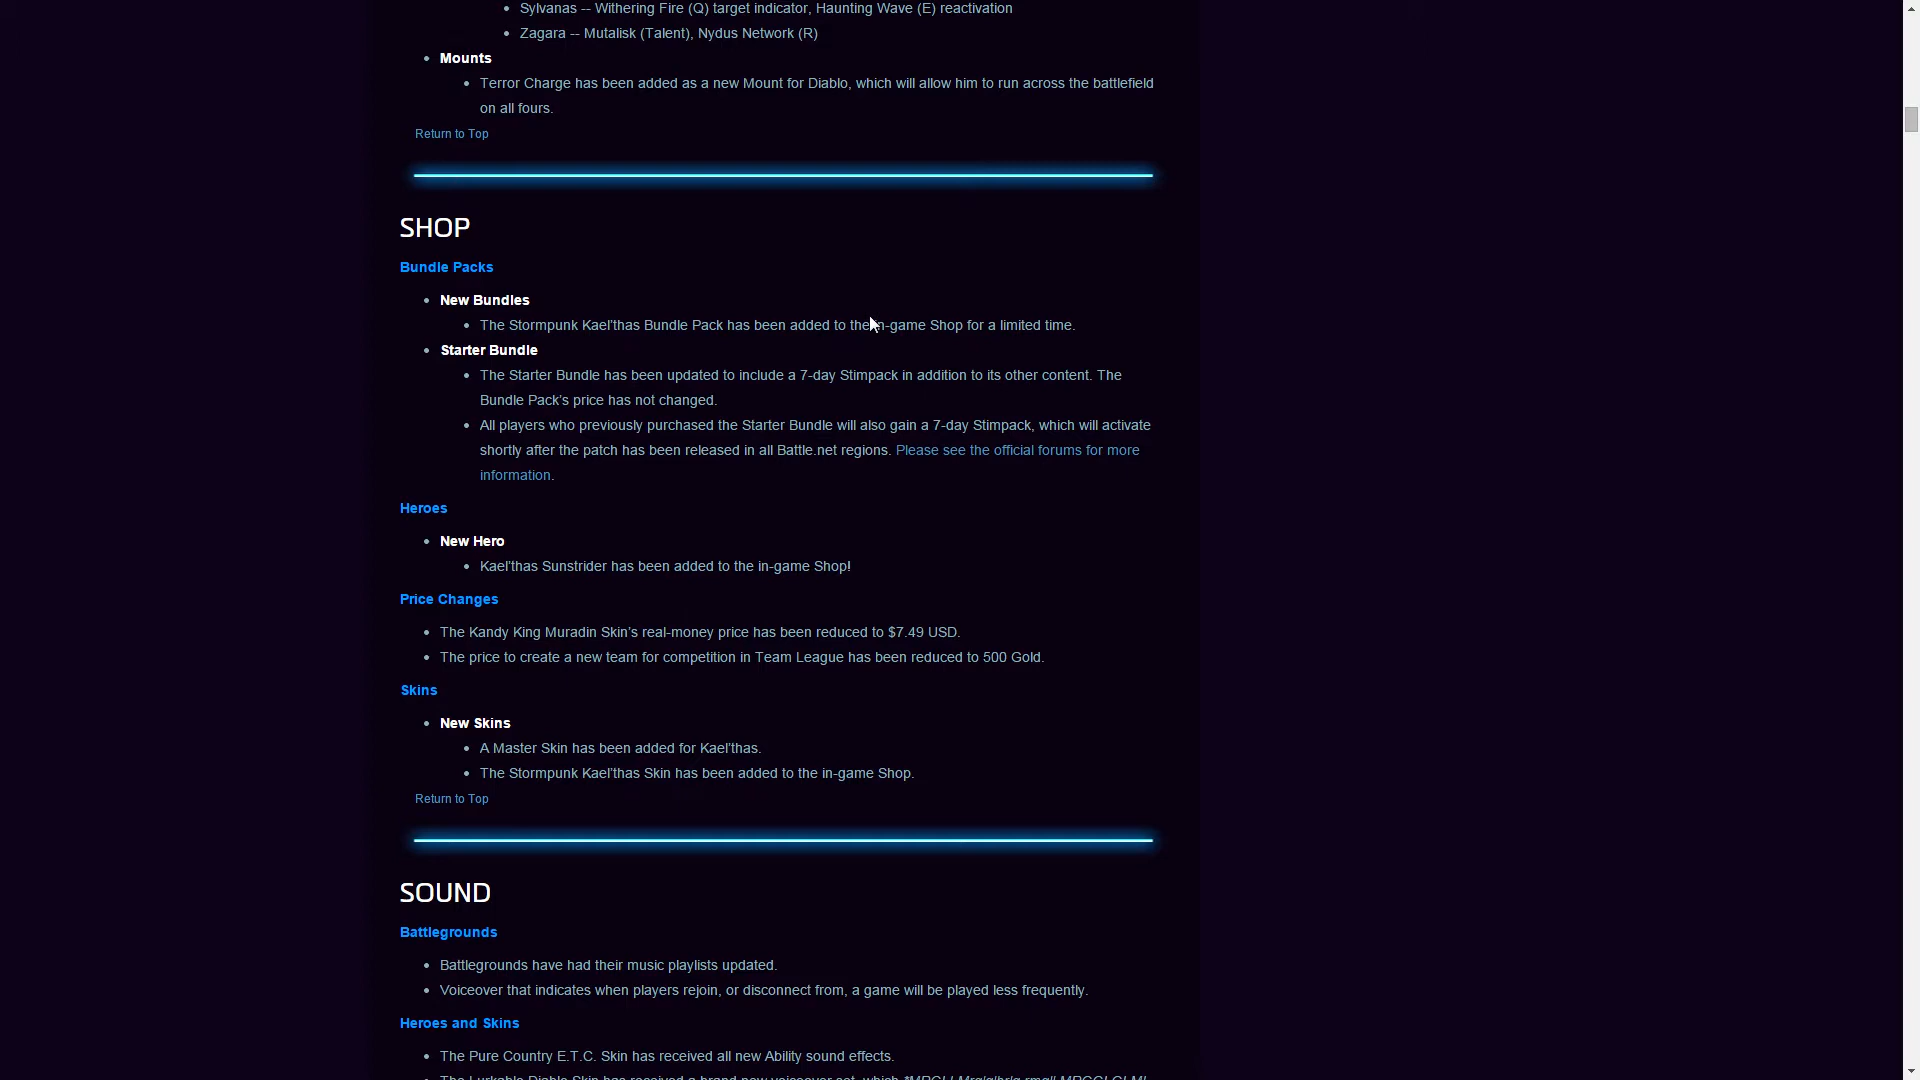 • Sylvanas -- Withering Fire (Q) target indicator, Haunting Wave (E) reactivation
• Zagara -- Mutalisk (Talent), Nydus Network (R)
• Mounts
• Terror Charge has been added as a new Mount for Diablo, which will allow him to run across the battlefield
on all fours.
Return to Top
SHOP
Bundle Packs
• New Bundles
• The Stormpunk Kael'thas Bundle Pack has been added to the in-game Shop for a limited time.
• Starter Bundle
• The Starter Bundle has been updated to include a 7-day Stimpack in addition to its other content. The
Bundle Pack's price has not changed.
• All players who previously purchased the Starter Bundle will also gain a 7-day Stimpack, which will activate
shortly after the patch has been released in all Battle.net regions. Please see the official forums for more
information.
Heroes
• New Hero
• Kael'thas Sunstrider has been added to the in-game Shop!
Price Changes
• The Kandy King Muradin Skin's real-money price has been reduced to $7.49 USD.
• The price to create a new team for competition in Team League has been reduced to 500 Gold.
Skins
• New Skins
• A Master Skin has been added for Kael'thas.
• The Stormpunk Kael'thas Skin has been added to the in-game Shop.
Return to Top
SOUND
Battlegrounds
• Battlegrounds have had their music playlists updated.
• Voiceover that indicates when players rejoin, or disconnect from, a game will be played less frequently.
Heroes and Skins
• The Pure Country E.T.C. Skin has received all new Ability sound effects.
• The Lurkable Diablo Skin has received a brand new voiceover set, which